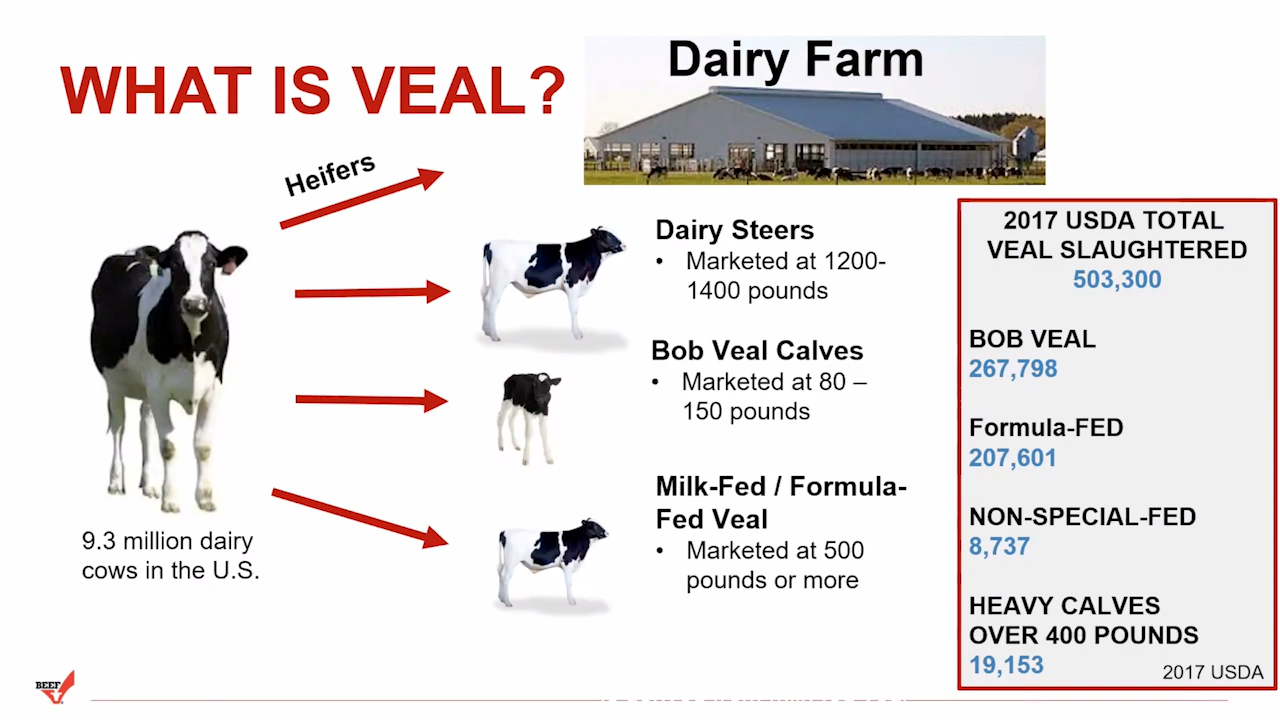 WHAT IS VEAL?
Dairy Farm
Heifers
9.3 million dairy
cows in the U.S.
Dairy Steers
• Marketed at 1200-
1400 pounds
Bob Veal Calves
• Marketed at 80 –
150 pounds
Milk-Fed / Formula-
Fed Veal
• Marketed at 500
pounds or more
2017 USDA TOTAL
VEAL SLAUGHTERED
503,300
BOB VEAL
267,798
Formula-FED
207,601
NON-SPECIAL-FED
8,737
HEAVY CALVES
OVER 400 POUNDS
19,153
2017 USDA
BEEF